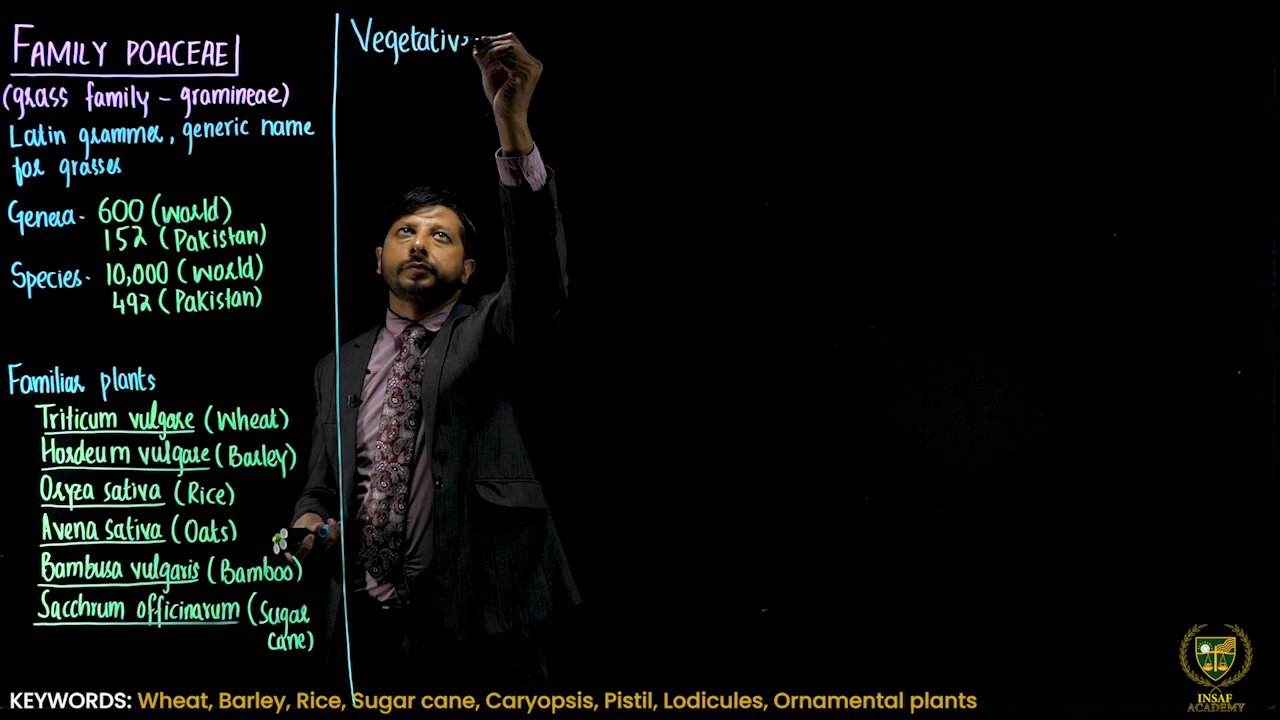 FAMILY POACEAE
(grass family - gramineae)
Latin grammer, generic name
for grasses
Genera - 600 (world)
152 (Pakistan)
Species - 10,000 (world)
492 (Pakistan)
Familiar plants
Triticum vulgare (Wheat)
Hordeum vulgare (Barley)
Oryza sativa (Rice)
Avena sativa (Oats)
Bambusa vulgaris (Bamboo)
Sacchrum officinarum (Sugar
cane)
Vegetativ
KEYWORDS: Wheat, Barley, Rice, Sugar cane, Caryopsis, Pistil, Lodicules, Ornamental plants
INSAF
ACADEMY